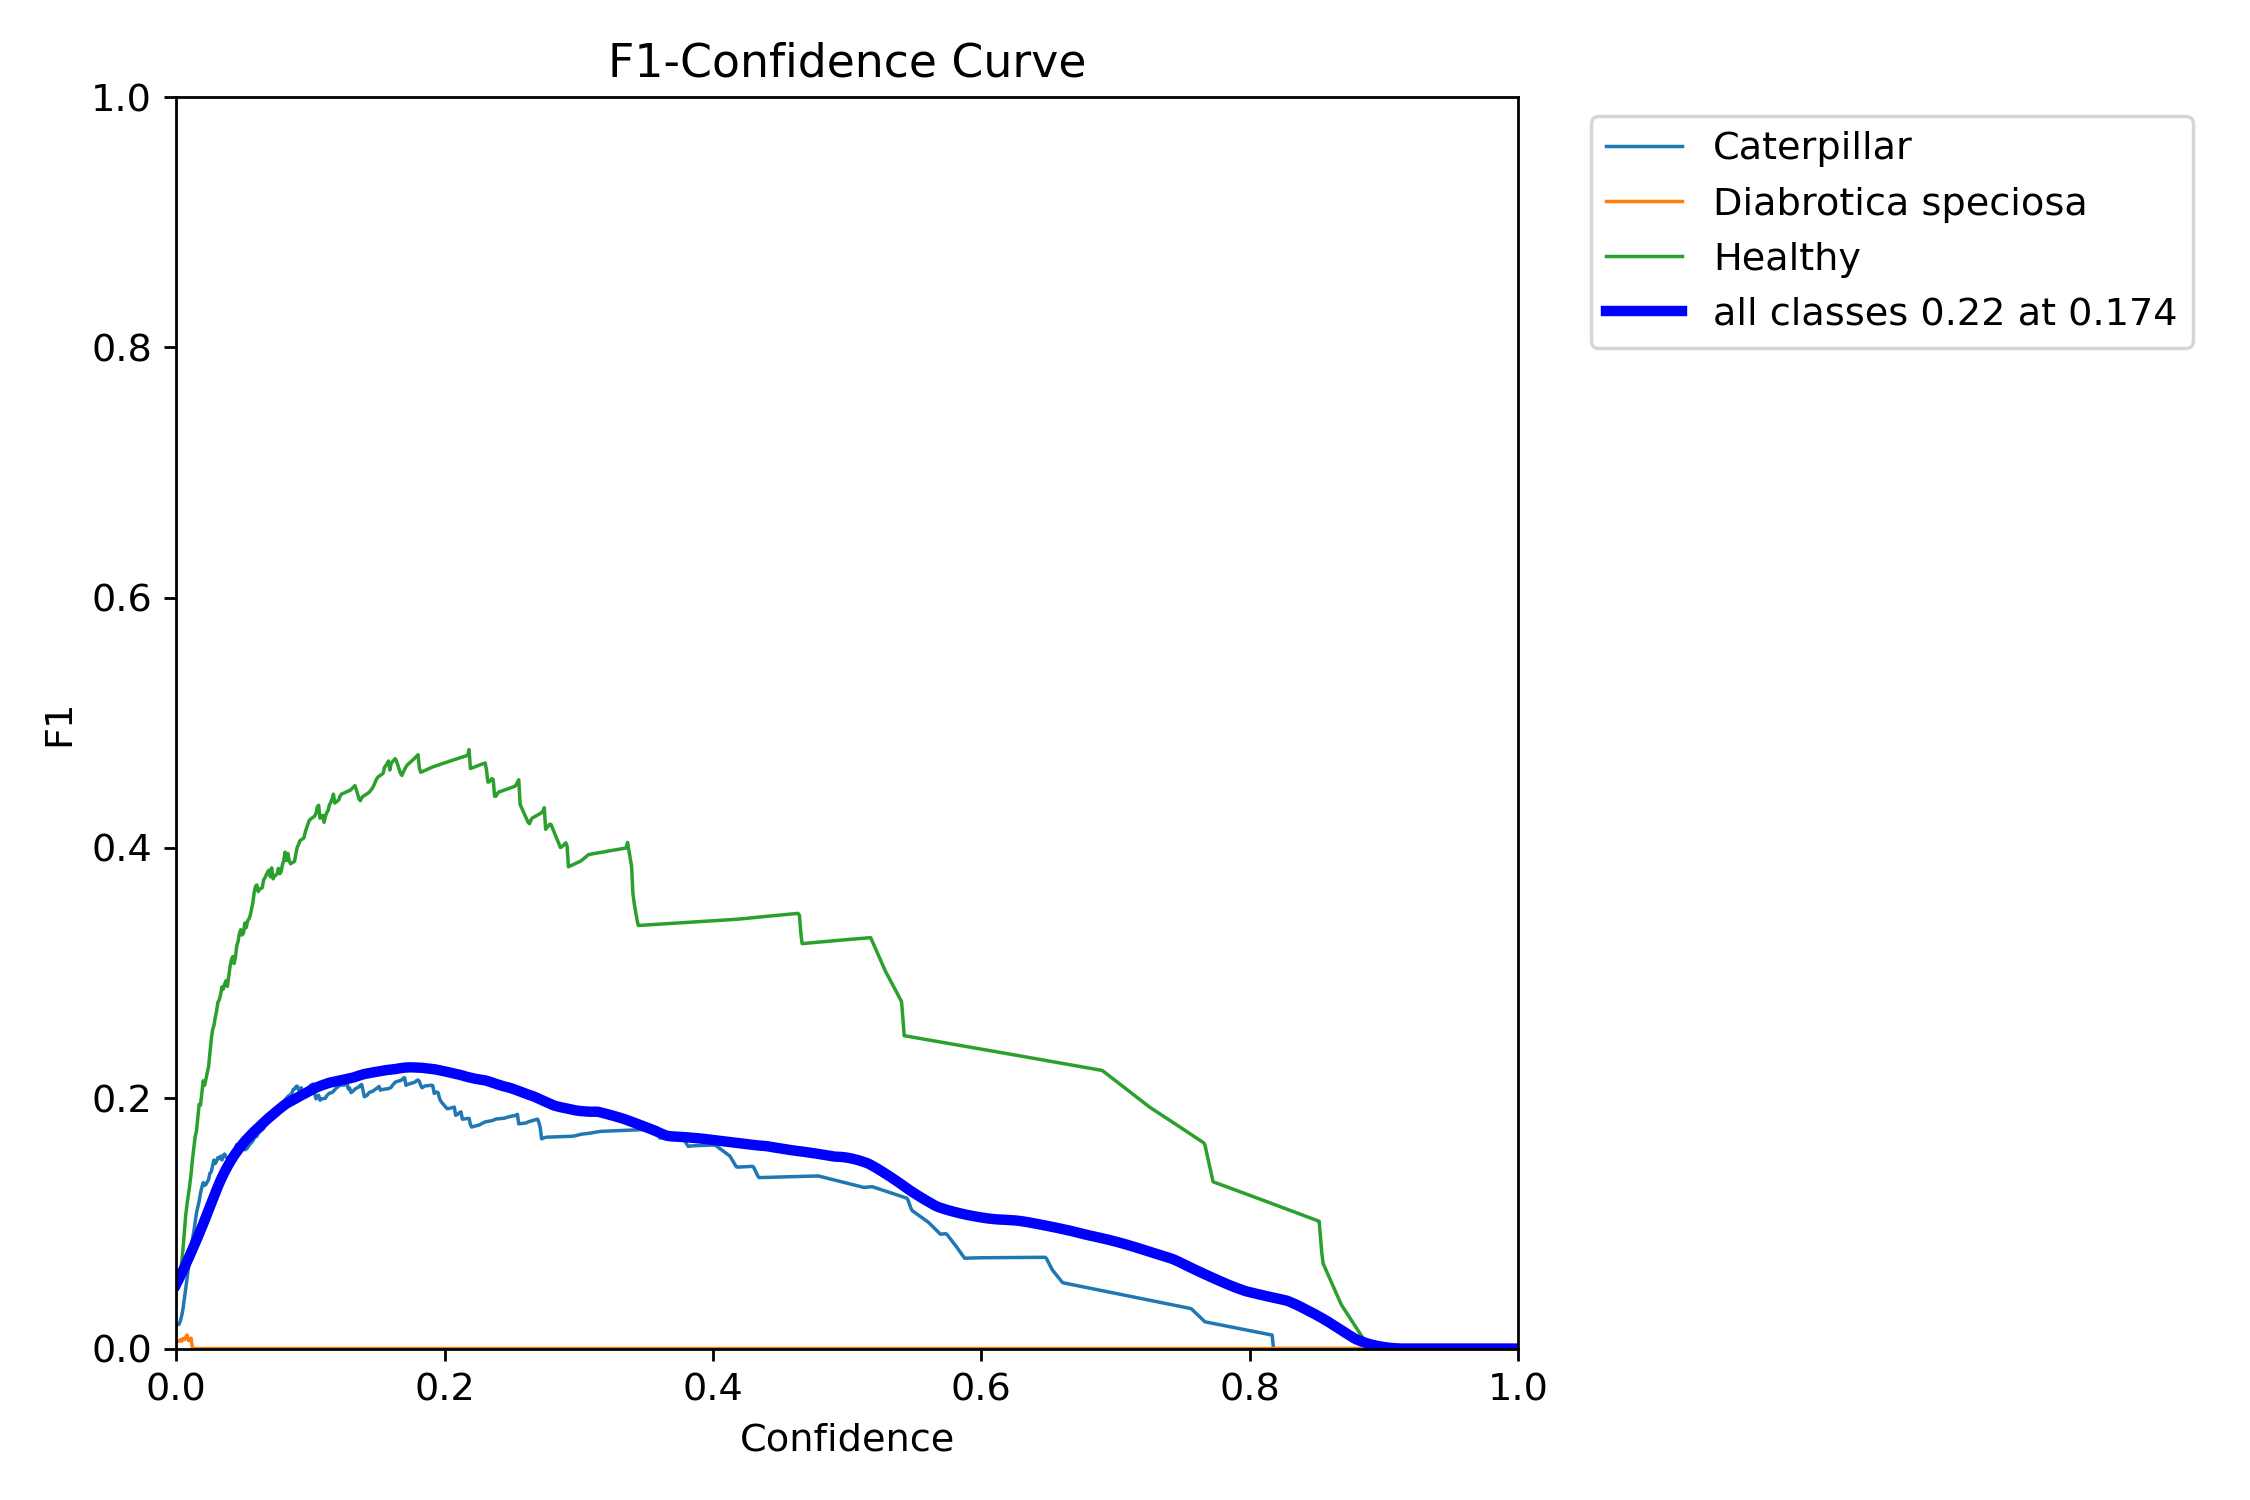 F1-Confidence Curve
1.0
0.8
0.6
0.4
0.2
0.0
F1
0.0 0.2 0.4 0.6 0.8 1.0
Confidence
Caterpillar
Diabrotica speciosa
Healthy
all classes 0.22 at 0.174